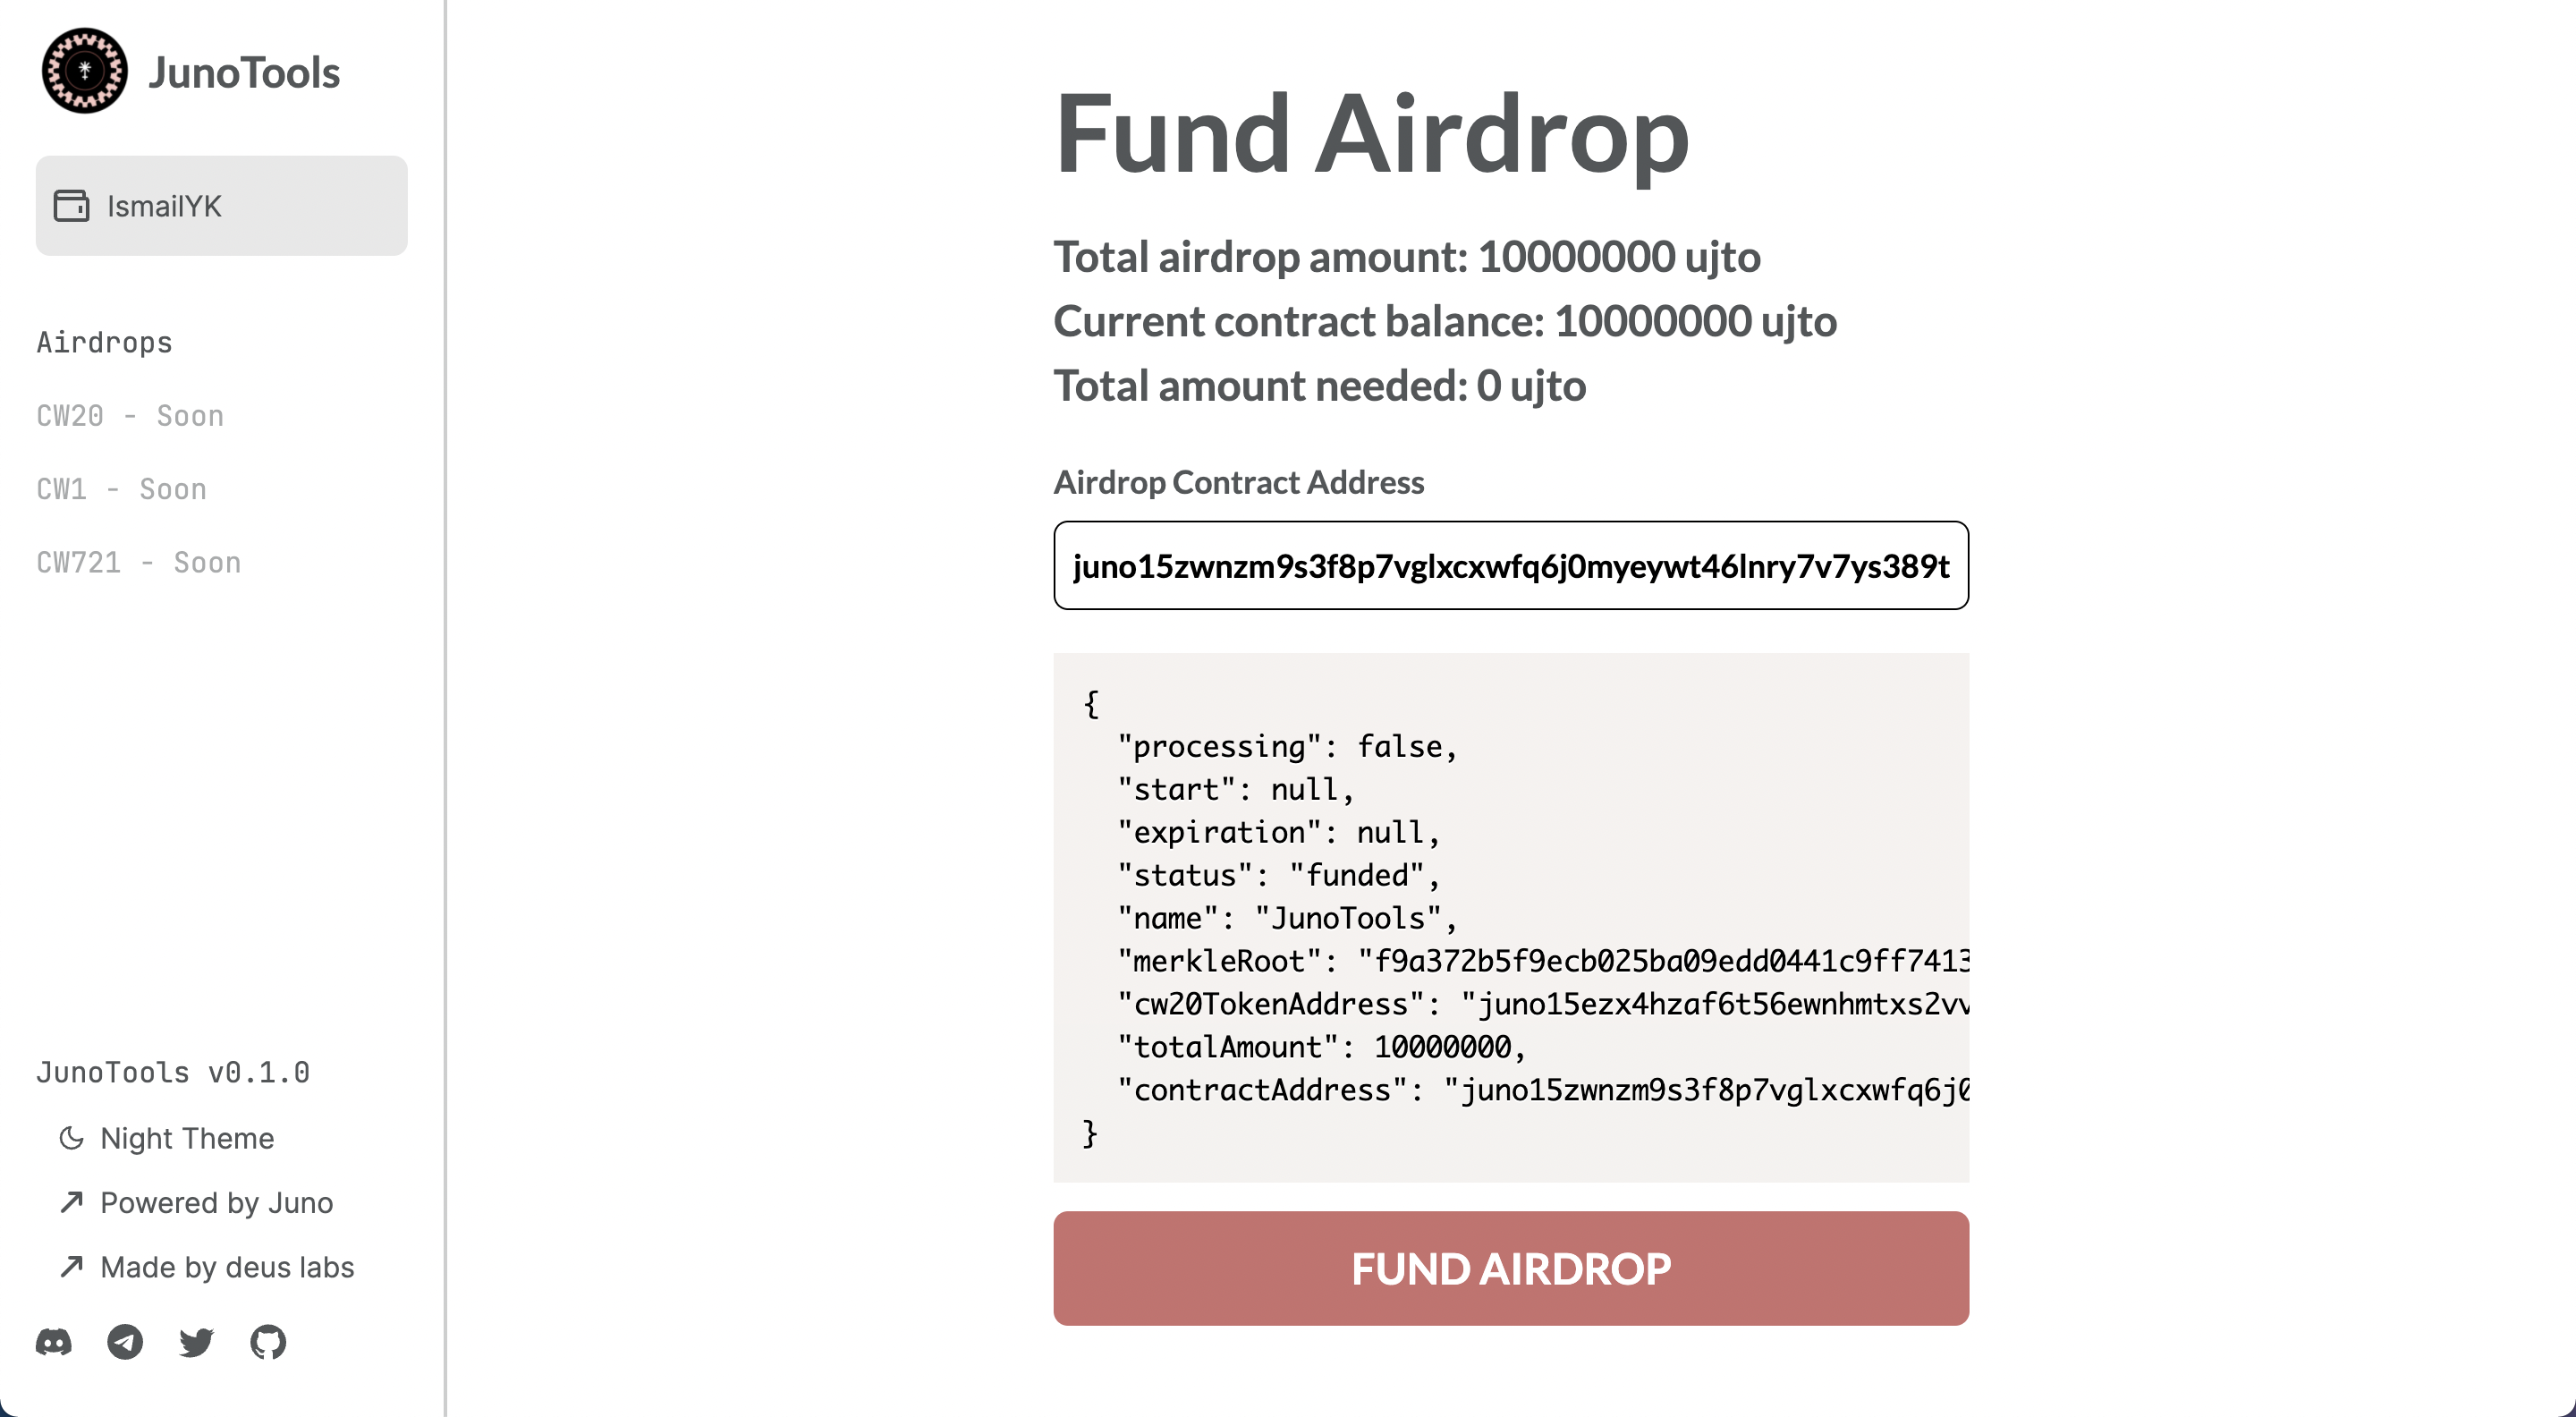 JunoTools
IsmailYK
Airdrops
CW20 - Soon
CW1 - Soon
CW721 - Soon
JunoTools v0.1.0
Night Theme
Powered by Juno
Made by deus labs
Fund Airdrop
Total airdrop amount: 10000000 ujto
Current contract balance: 10000000 ujto
Total amount needed: 0 ujto
Airdrop Contract Address
juno15zwnzm9s3f8p7vglxcxwfq6j0myeywt46lnry7v7ys389t
{
"processing": false,
"start": null,
"expiration": null,
"status": "funded",
"name": "JunoTools",
"merkleRoot": "f9a372b5f9ecb025ba09edd0441c9ff7413
"cw20TokenAddress": "juno15ezx4hzaf6t56ewnhmtxs2vv
"totalAmount": 10000000,
"contractAddress": "juno15zwnzm9s3f8p7vglxcxwfq6j0
}
FUND AIRDROP